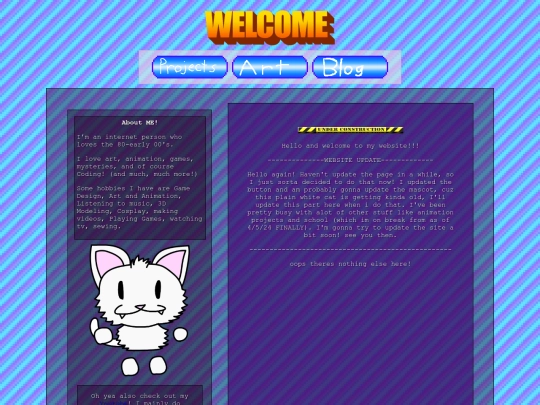 WELCOME
Projects Art Blog
About ME!
I'm an internet person who
loves the 80-early 00's.
I love art, animation, games,
mysteries, and of course
Coding! (and much, much more!)
Some hobbies I have are Game
Design, Art and Animation,
Listening to music, 3D
Modeling, Cosplay, making
videos, Playing Games, watching
tv, sewing.
Oh yea also check out my
! I mainly do
UNDER CONSTRUCTION
Hello and welcome to my website!!!
--------------WEBSITE UPDATE-------------
Hello again! Haven't update the page in a while, so
I just sorta decided to do that now! I updated the
button and am probably gonna update the mascot, cuz
this plain white cat is getting kinda old, I'll
update this part here when i do that. I've been
pretty busy with alot of other stuff like animation
projects and school (which im on break from as of
4/5/24 FINALLY). I'm gonna try to update the site a
bit soon! see you then.
oops theres nothing else here!